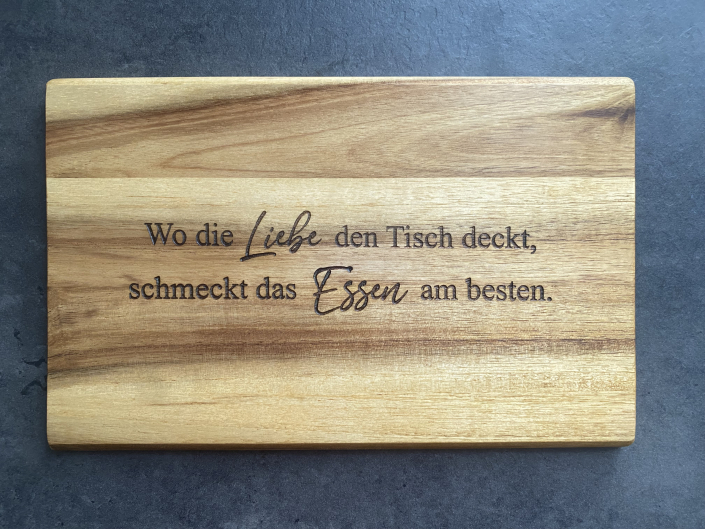 Wo die Liebe den Tisch deckt,
schmeckt das Essen am besten.